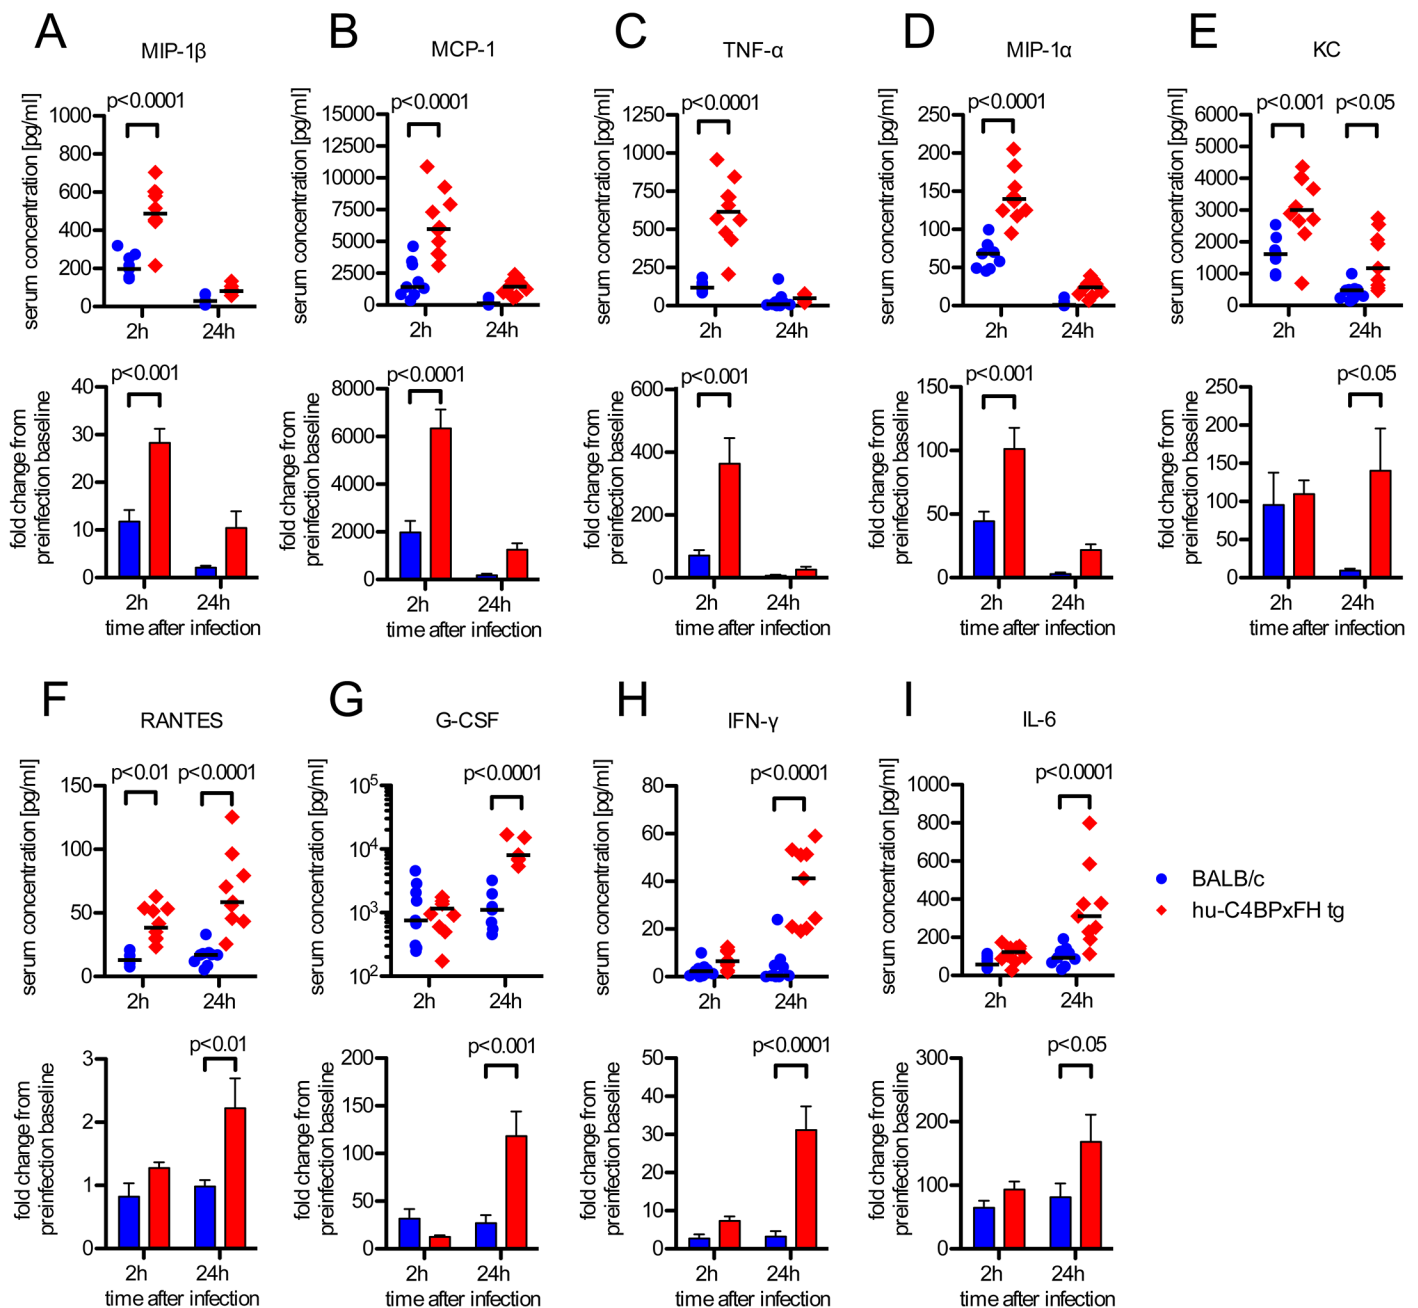 A
MIP-1β
serum concentration [pg/ml]
p<0.0001
1000
800
600
400
200
0
2h
24h
fold change from
preinfection baseline
p<0.001
40
30
20
10
0
2h
24h
time after infection
B
MCP-1
serum concentration [pg/ml]
p<0.0001
15000
12500
10000
7500
5000
2500
0
2h
24h
fold change from
preinfection baseline
p<0.0001
8000
6000
4000
2000
0
2h
24h
time after infection
C
TNF-α
serum concentration [pg/ml]
p<0.0001
1250
1000
750
500
250
0
2h
24h
fold change from
preinfection baseline
p<0.001
600
400
200
0
2h
24h
time after infection
D
MIP-1α
serum concentration [pg/ml]
p<0.0001
250
200
150
100
50
0
2h
24h
fold change from
preinfection baseline
p<0.001
150
100
50
0
2h
24h
time after infection
E
KC
serum concentration [pg/ml]
p<0.001 p<0.05
6000
5000
4000
3000
2000
1000
0
2h
24h
fold change from
preinfection baseline
p<0.05
250
200
150
100
50
0
2h
24h
time after infection
F
RANTES
serum concentration [pg/ml]
p<0.01 p<0.0001
150
100
50
0
2h
24h
fold change from
preinfection baseline
p<0.01
3
2
1
0
2h
24h
time after infection
G
G-CSF
serum concentration [pg/ml]
p<0.0001
10⁵
10⁴
10³
10²
2h
24h
fold change from
preinfection baseline
p<0.001
200
150
100
50
0
2h
24h
time after infection
H
IFN-γ
serum concentration [pg/ml]
p<0.0001
80
60
40
20
0
2h
24h
fold change from
preinfection baseline
p<0.0001
50
40
30
20
10
0
2h
24h
time after infection
I
IL-6
serum concentration [pg/ml]
p<0.0001
1000
800
600
400
200
0
2h
24h
fold change from
preinfection baseline
p<0.05
300
200
100
0
2h
24h
time after infection
BALB/c
hu-C4BPxFH tg